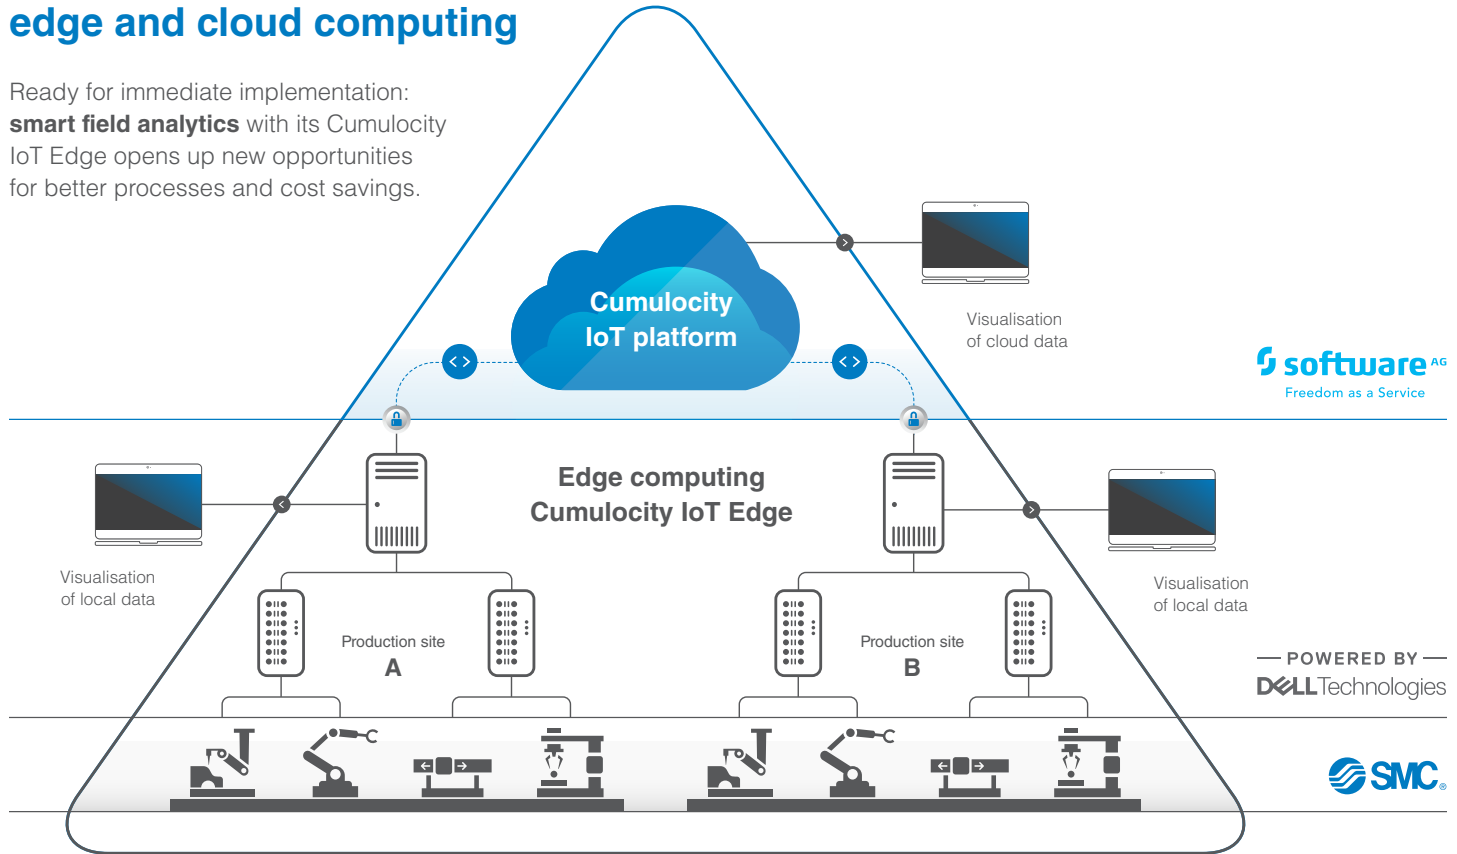 edge and cloud computing
Ready for immediate implementation:
smart field analytics with its Cumulocity
IoT Edge opens up new opportunities
for better processes and cost savings.
Cumulocity
IoT platform
Visualisation
of cloud data
software AG
Freedom as a Service
Edge computing
Cumulocity IoT Edge
Visualisation
of local data
Visualisation
of local data
Production site
A
Production site
B
POWERED BY
DELLTechnologies
SMC®